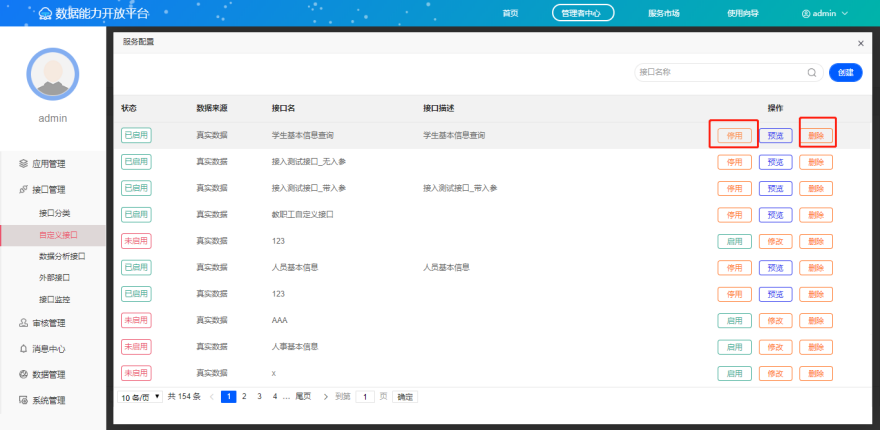 数据能力开放平台 首页 管理者中心 服务市场 使用向导 admin
服务配置
admin
应用管理
接口管理
接口分类
自定义接口
数据分析接口
外部接口
接口监控
审核管理
消息中心
数据管理
系统管理
接口名称 创建
状态 数据来源 接口名 接口描述 操作
已启用 真实数据 学生基本信息查询 学生基本信息查询 停用 预览 删除
已启用 真实数据 接入测试接口_无入参 停用 预览 删除
已启用 真实数据 接入测试接口_带入参 接入测试接口_带入参 停用 预览 删除
已启用 真实数据 教职工自定义接口 停用 预览 删除
未启用 真实数据 123 启用 修改 删除
已启用 真实数据 人员基本信息 人员基本信息 停用 预览 删除
已启用 真实数据 123 停用 预览 删除
未启用 真实数据 AAA 启用 修改 删除
未启用 真实数据 人事基本信息 启用 修改 删除
未启用 真实数据 x 启用 修改 删除
10 条/页 共 154 条 1 2 3 4 … 尾页 到第 1 页 确定